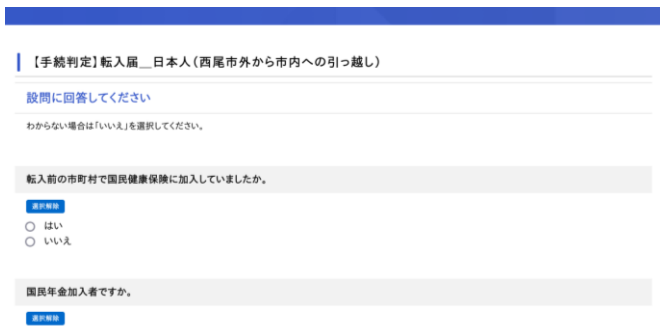 【手続判定】転入届__日本人(西尾市外から市内への引っ越し)
設問に回答してください
わからない場合は「いいえ」を選択してください。
転入前の市町村で国民健康保険に加入していましたか。
選択解除
はい
いいえ
国民年金加入者ですか。
選択解除